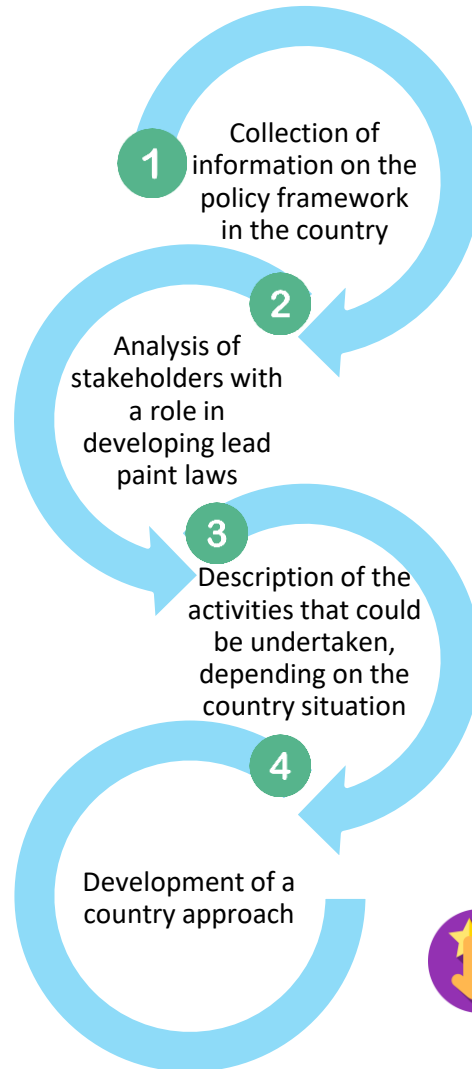 1
Collection of
information on the
policy framework
in the country
2
Analysis of
stakeholders with
a role in
developing lead
paint laws
3
Description of the
activities that could
be undertaken,
depending on the
country situation
4
Development of a
country approach